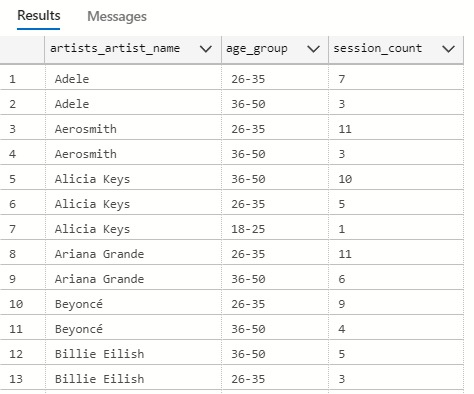 Results Messages
artists_artist_name age_group session_count
1 Adele 26-35 7
2 Adele 36-50 3
3 Aerosmith 26-35 11
4 Aerosmith 36-50 3
5 Alicia Keys 36-50 10
6 Alicia Keys 26-35 5
7 Alicia Keys 18-25 1
8 Ariana Grande 26-35 11
9 Ariana Grande 36-50 6
10 Beyoncé 26-35 9
11 Beyoncé 36-50 4
12 Billie Eilish 36-50 5
13 Billie Eilish 26-35 3